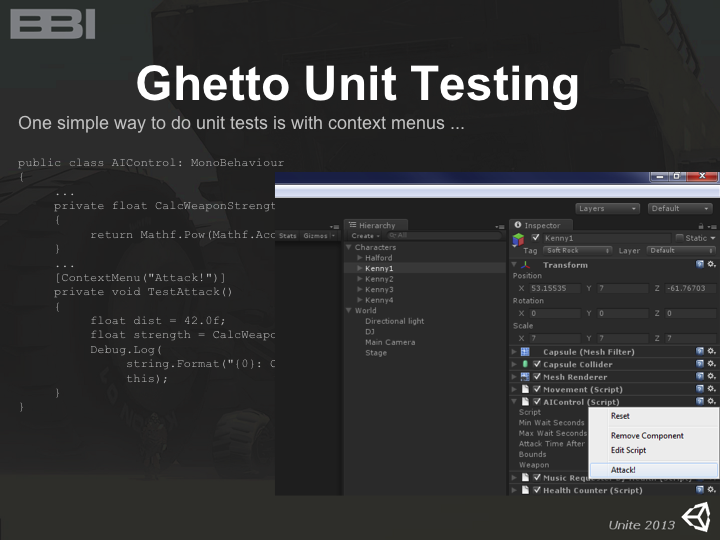 BBI
Ghetto Unit Testing
One simple way to do unit tests is with context menus ...
public class AIControl: MonoBehaviour
{
...
private float CalcWeaponStrengt
{
return Mathf.Pow(Mathf.Acc
}
...
[ContextMenu("Attack!")]
private void TestAttack()
{
float dist = 42.0f;
float strength = CalcWeapo
Debug.Log(
string.Format("{0}: C
this);
}
}
Layers
Default
Stats Gizmos
Hierarchy
Create All
Characters
Halford
Kenny1
Kenny2
Kenny3
Kenny4
World
Directional light
DJ
Main Camera
Stage
Inspector
Kenny1 Static
Tag Soft Rock Layer Default
Transform
Position
X 53.15535 Y 7 Z -61.76703
Rotation
X 0 Y 0 Z 0
Scale
X 7 Y 7 Z 7
Capsule (Mesh Filter)
Capsule Collider
Mesh Renderer
Movement (Script)
AIControl (Script)
Script
Min Wait Seconds
Max Wait Seconds
Attack Time After
Bounds
Weapon
Reset
Remove Component
Edit Script
Attack!
Health Counter (Script)
Unite 2013